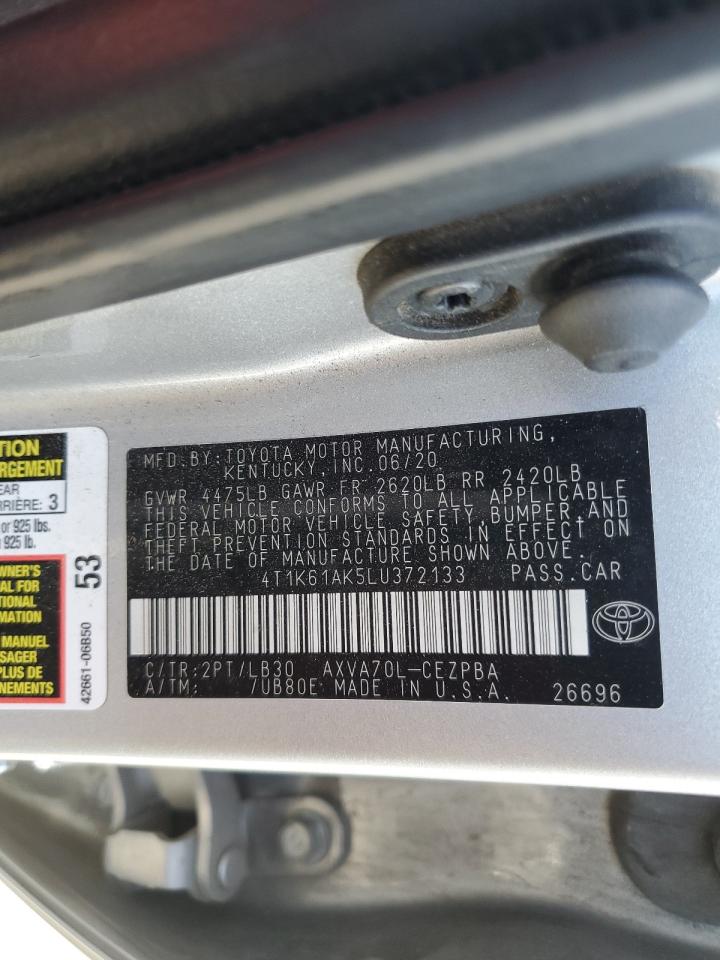 MFD.BY:TOYOTA MOTOR MANUFACTURING,
KENTUCKY, INC.06/20
GVWR 4475LB GAWR FR 2620LB RR 2420LB
THIS VEHICLE CONFORMS TO ALL APPLICABLE
FEDERAL MOTOR VEHICLE SAFETY,BUMPER,AND
THEFT PREVENTION STANDARDS IN EFFECT ON
THE DATE OF MANUFACTURE SHOWN ABOVE.
4T1K61AK5LU372133 PASS.CAR
C/TR:2PT/LB30 AXVA70L-CEZPBA
A/TM: /UB80E MADE IN U.S.A. 26696
TION
RGEMENT
EAR
RRIÈRE: 3
or 925 lbs.
925 lb.
WNER'S
AL FOR
TIONAL
MATION
MANUEL
SAGER
PLUS DE
NEMENTS
53
42661-06B50